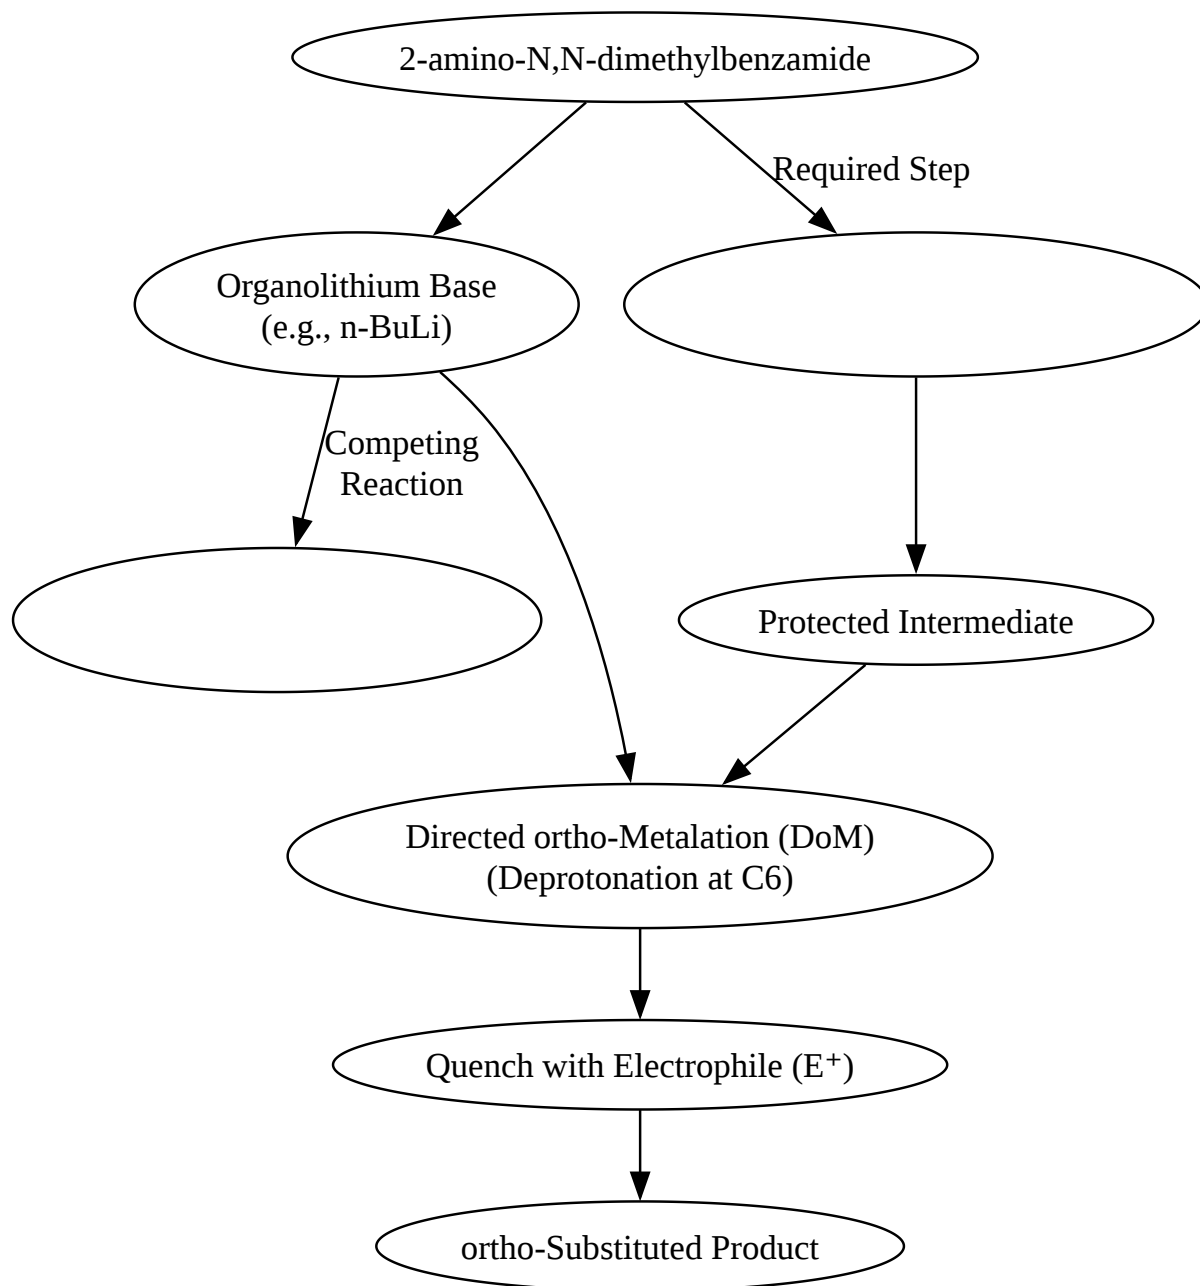 2-amino-N,N-dimethylbenzamide
Required Step
Organolithium Base
(e.g., n-BuLi)
Competing
Reaction
Protected Intermediate
Directed ortho-Metalation (DoM)
(Deprotonation at C6)
Quench with Electrophile (E⁺)
ortho-Substituted Product